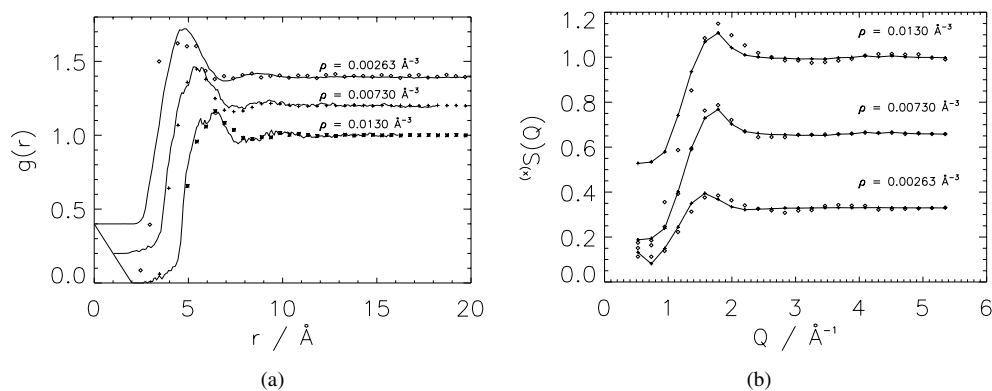 g(r)
1.5
1.0
0.5
0.0
ρ = 0.00263 Å⁻³
ρ = 0.00730 Å⁻³
ρ = 0.0130 Å⁻³
0 5 10 15 20
r / Å
(a)
⁽ˣ⁾S(Q)
1.2
1.0
0.8
0.6
0.4
0.2
0.0
ρ = 0.0130 Å⁻³
ρ = 0.00730 Å⁻³
ρ = 0.00263 Å⁻³
0 1 2 3 4 5 6
Q / Å⁻¹
(b)